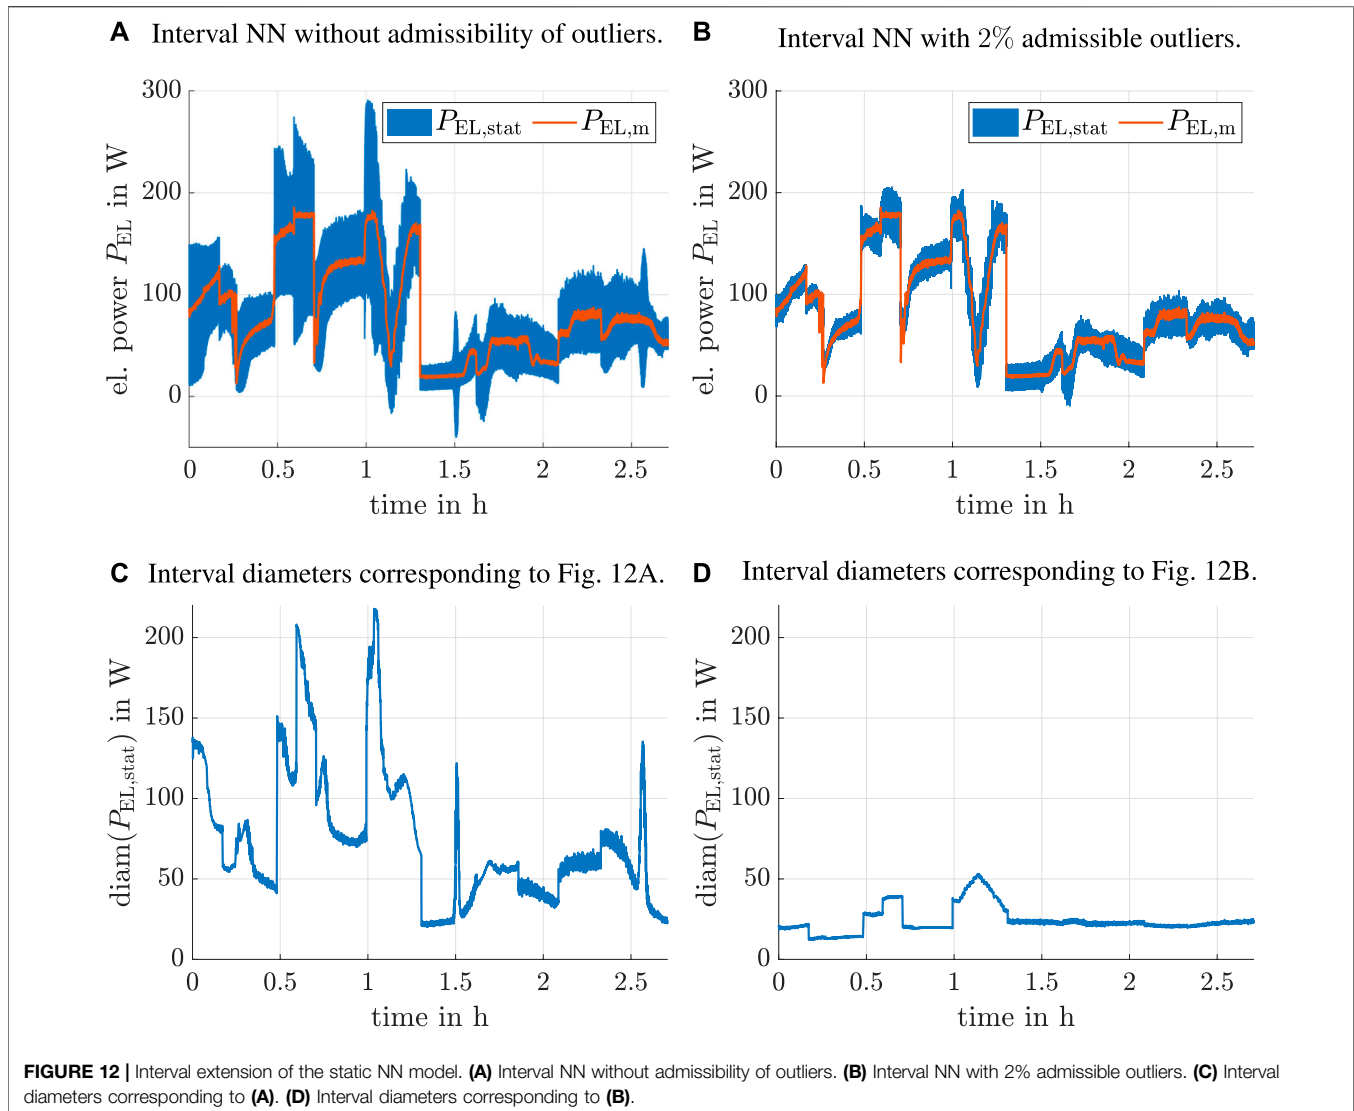 A Interval NN without admissibility of outliers.
300
200
100
0
el. power P_EL in W
P_EL,stat P_EL,m
0 0.5 1 1.5 2 2.5
time in h
B Interval NN with 2% admissible outliers.
300
200
100
0
el. power P_EL in W
P_EL,stat P_EL,m
0 0.5 1 1.5 2 2.5
time in h
C Interval diameters corresponding to Fig. 12A.
200
150
100
50
0
diam(P_EL,stat) in W
0 0.5 1 1.5 2 2.5
time in h
D Interval diameters corresponding to Fig. 12B.
200
150
100
50
0
diam(P_EL,stat) in W
0 0.5 1 1.5 2 2.5
time in h
FIGURE 12 | Interval extension of the static NN model. (A) Interval NN without admissibility of outliers. (B) Interval NN with 2% admissible outliers. (C) Interval
diameters corresponding to (A). (D) Interval diameters corresponding to (B).